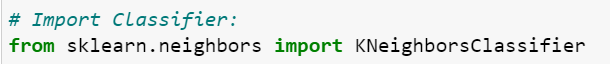 # Import Classifier:
from sklearn.neighbors import KNeighborsClassifier